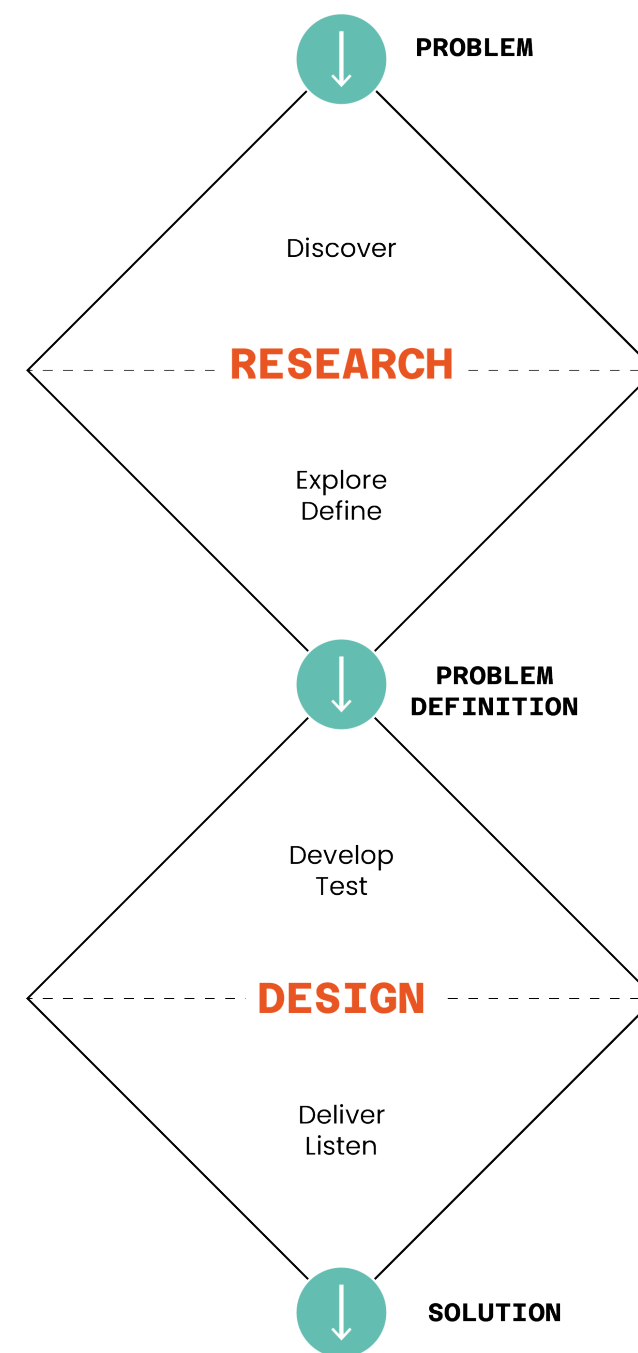 PROBLEM
Discover
RESEARCH
Explore
Define
PROBLEM
DEFINITION
Develop
Test
DESIGN
Deliver
Listen
SOLUTION